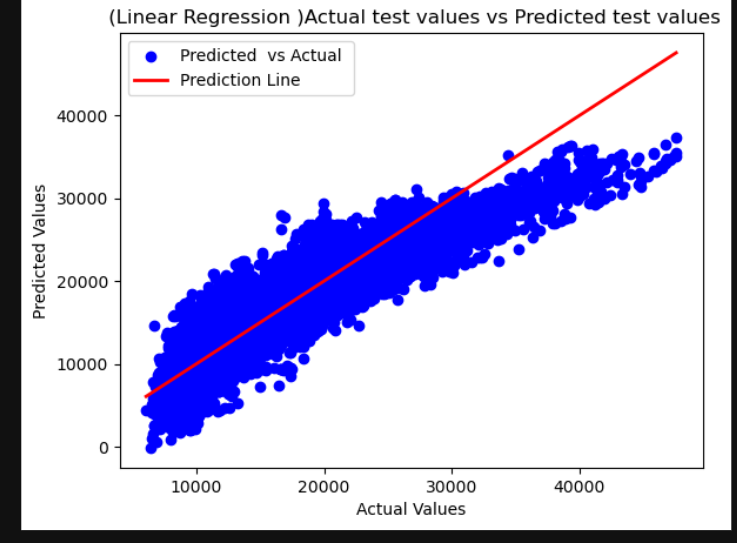 (Linear Regression )Actual test values vs Predicted test values
Predicted  vs Actual
Prediction Line
40000
30000
20000
10000
0
Predicted Values
10000 20000 30000 40000
Actual Values